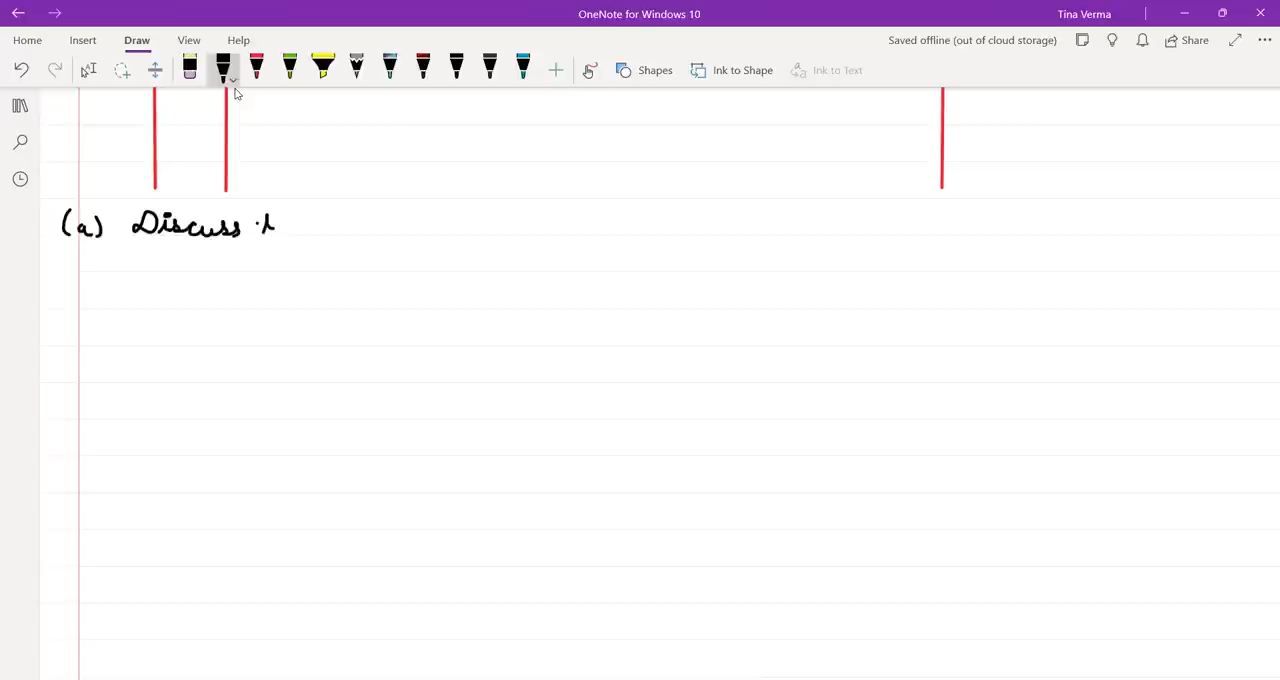 OneNote for Windows 10
Tina Verma
Home Insert Draw View Help
Saved offline (out of cloud storage)
Share
Shapes
Ink to Shape
Ink to Text
(a) Discuss